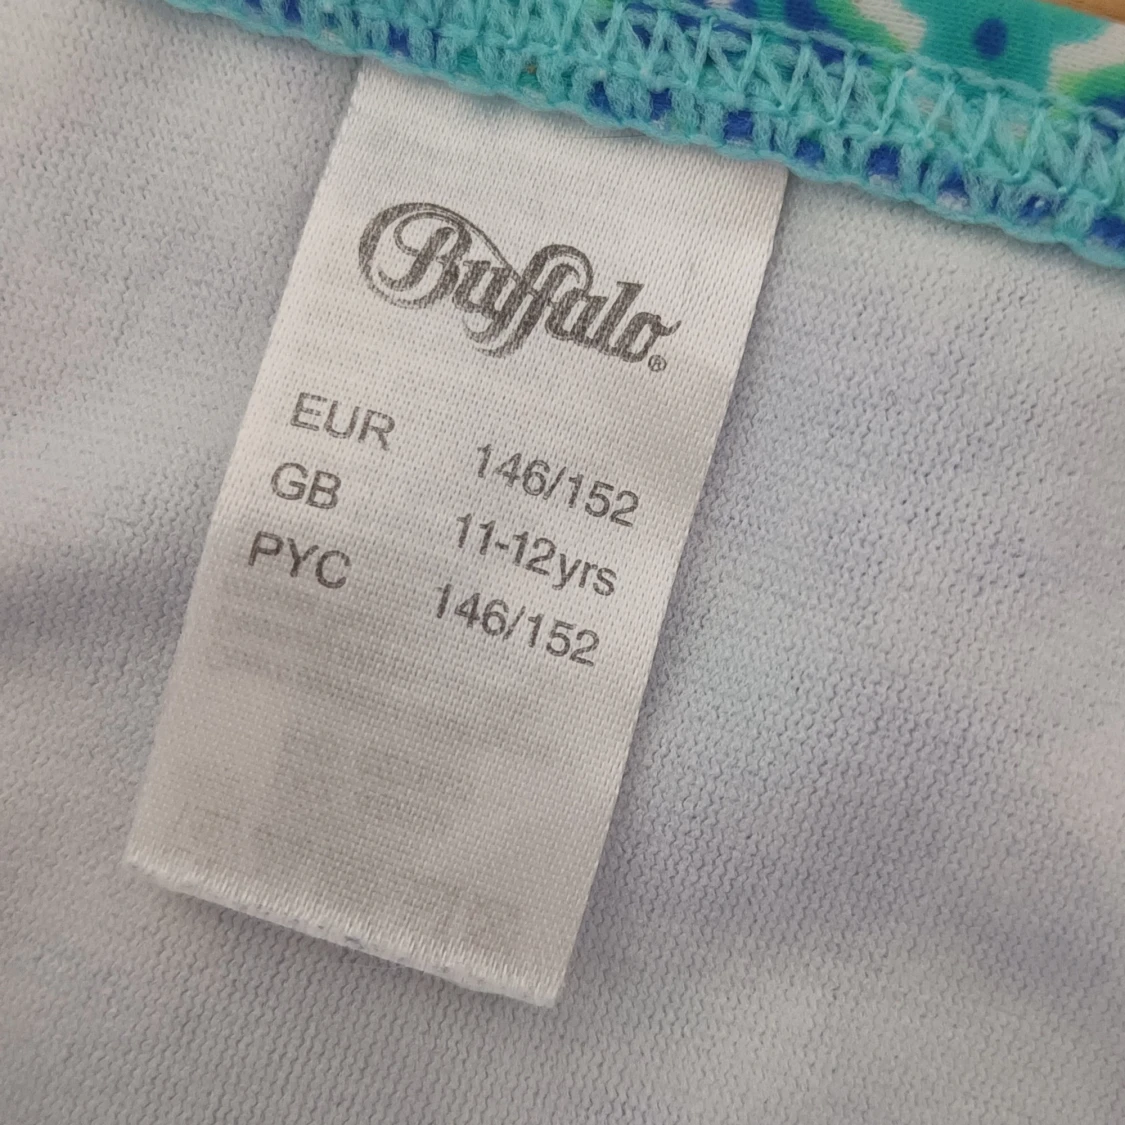 Buffalo®
EUR 146/152
GB 11-12yrs
PYC 146/152